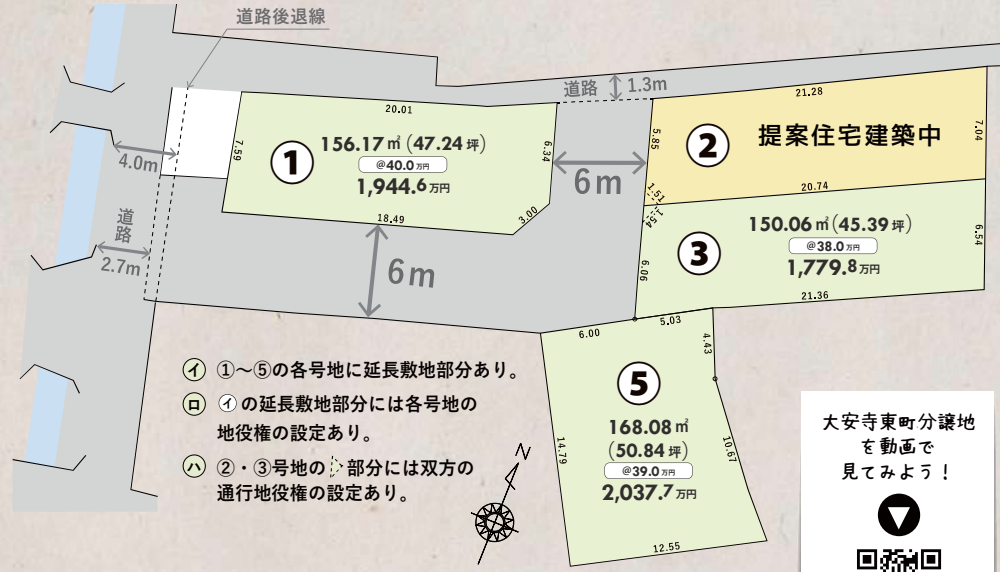 道路後退線
道路 1.3m
4.0m
道路
2.7m
7.59
20.01
①
156.17㎡(47.24坪)
@40.0万円
1,944.6万円
6.34
18.49
3.00
6m
6m
5.85
21.28
②
提案住宅建築中
7.04
1.51
20.74
1.54
③
150.06㎡(45.39坪)
@38.0万円
1,779.8万円
6.54
6.06
21.36
6.00
5.03
4.43
⑤
168.08㎡
(50.84坪)
@39.0万円
2,037.7万円
14.79
10.67
12.55
イ ①~⑤の各号地に延長敷地部分あり。
ロ イの延長敷地部分には各号地の
地役権の設定あり。
ハ ②・③号地の 部分には双方の
通行地役権の設定あり。
N
大安寺東町分譲地
を動画で
見てみよう!